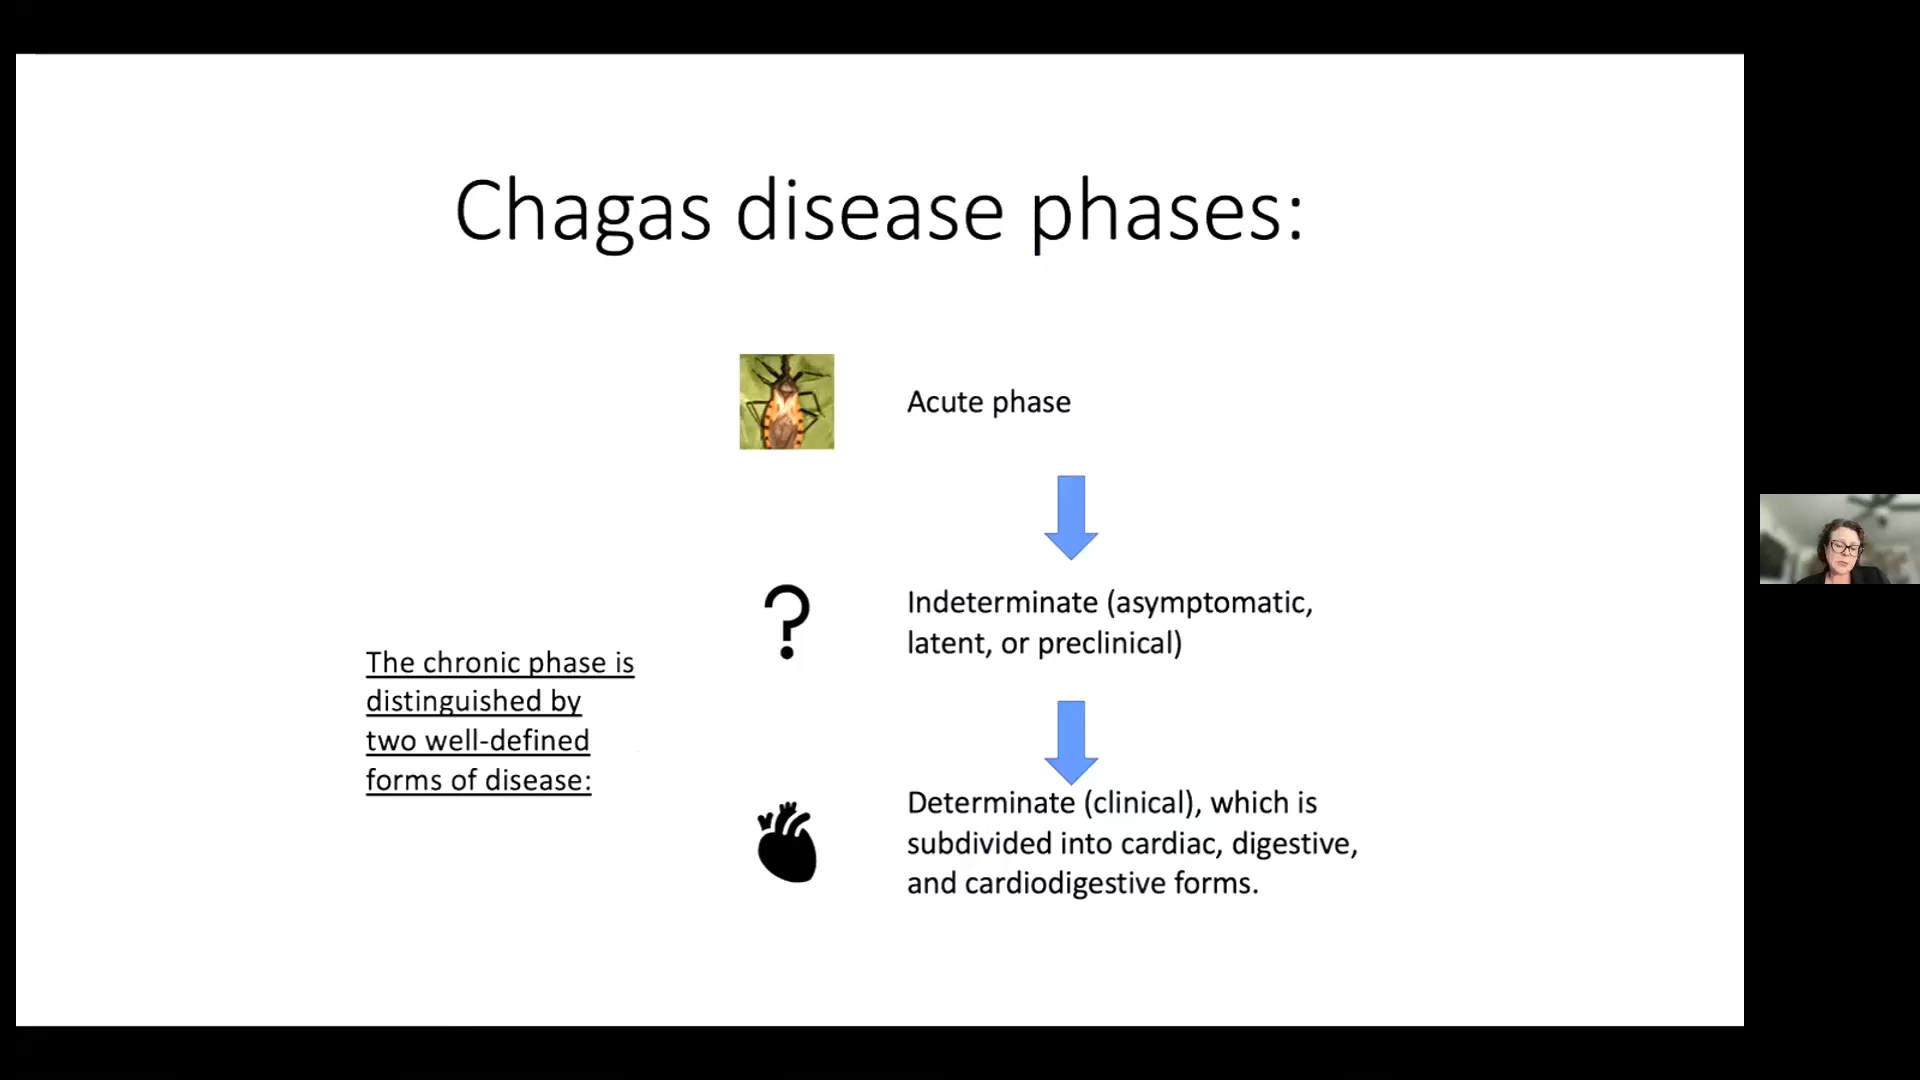 Chagas disease phases:
Acute phase
Indeterminate (asymptomatic,
latent, or preclinical)
The chronic phase is
distinguished by
two well-defined
forms of disease:
Determinate (clinical), which is
subdivided into cardiac, digestive,
and cardiodigestive forms.